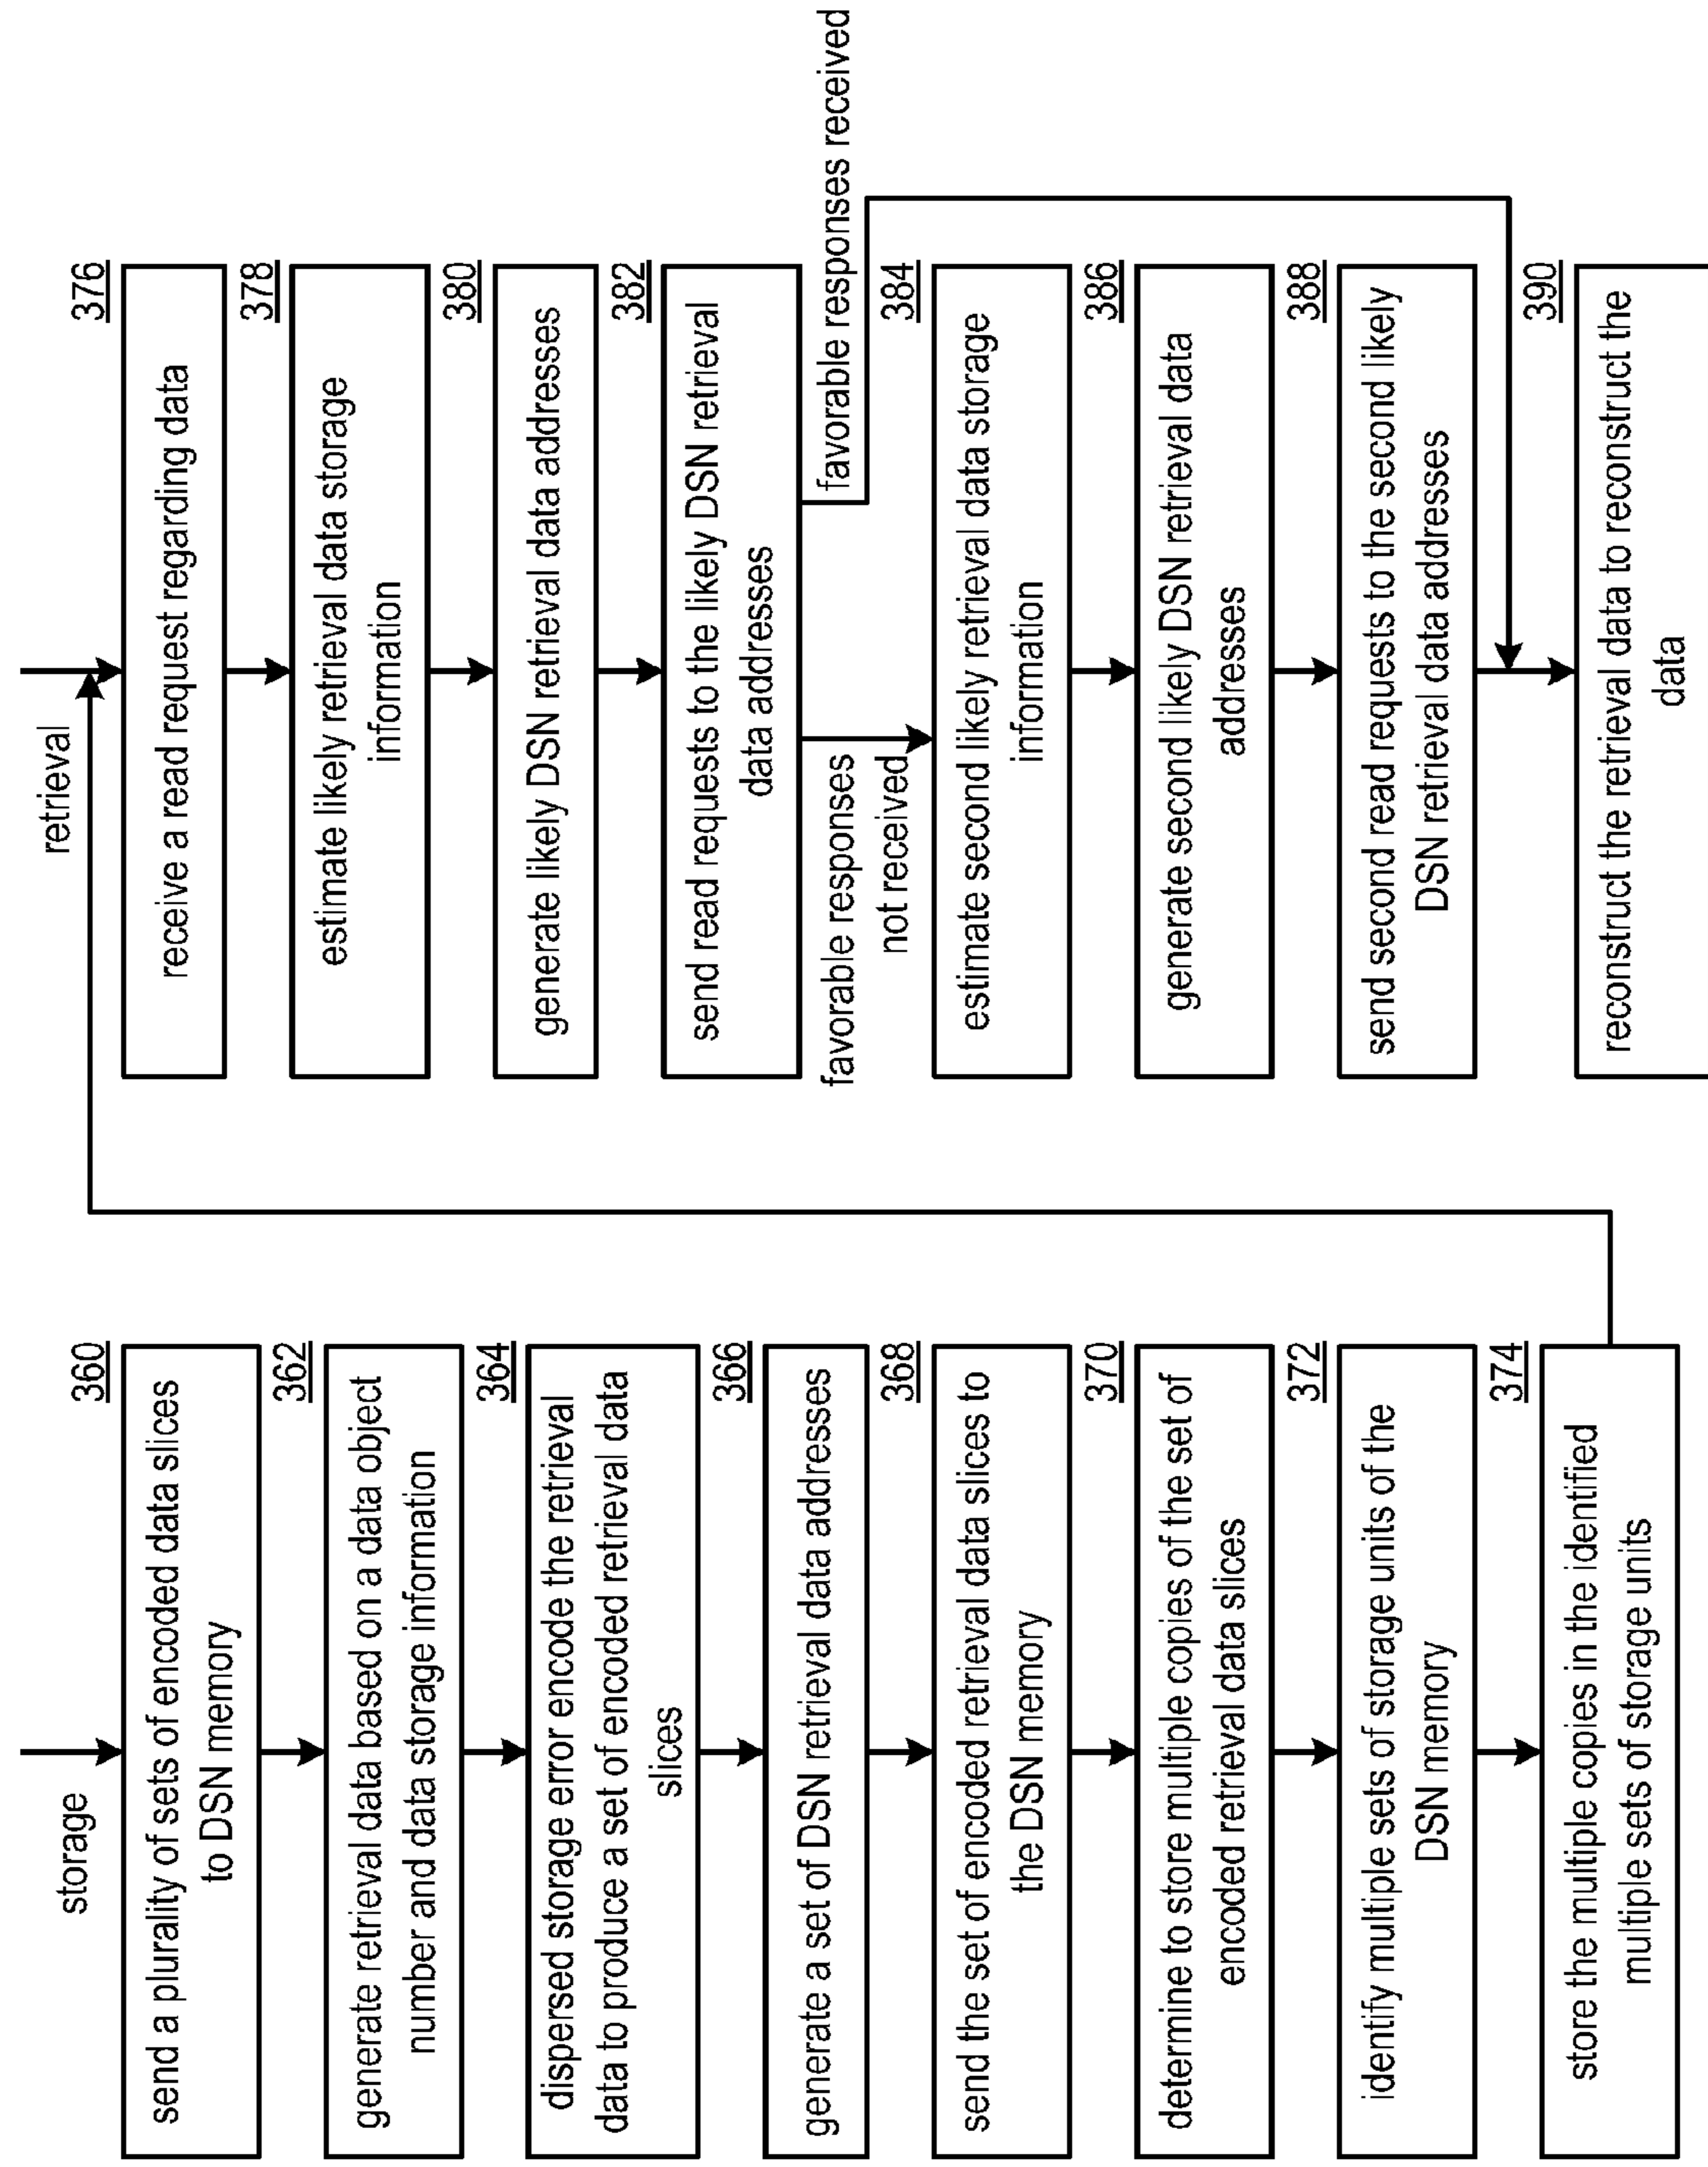 storage
360
send a plurality of sets of encoded data slices
to DSN memory
362
generate retrieval data based on a data object
number and data storage information
364
dispersed storage error encode the retrieval
data to produce a set of encoded retrieval data
slices
366
generate a set of DSN retrieval data addresses
368
send the set of encoded retrieval data slices to
the DSN memory
370
determine to store multiple copies of the set of
encoded retrieval data slices
372
identify multiple sets of storage units of the
DSN memory
374
store the multiple copies in the identified
multiple sets of storage units
retrieval
376
receive a read request regarding data
378
estimate likely retrieval data storage
information
380
generate likely DSN retrieval data addresses
382
send read requests to the likely DSN retrieval
data addresses
favorable responses
not received
favorable responses received
384
estimate second likely retrieval data storage
information
386
generate second likely DSN retrieval data
addresses
388
send second read requests to the second likely
DSN retrieval data addresses
390
reconstruct the retrieval data to reconstruct the
data